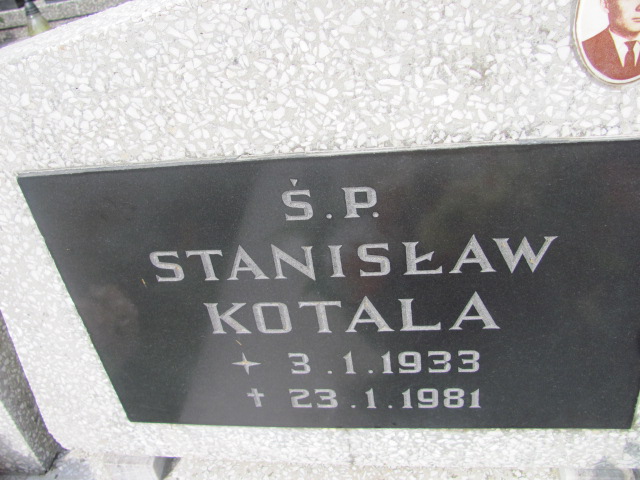 Ś.P.
STANISŁAW
KOTALA
✦ 3.1.1933
✝ 23.1.1981